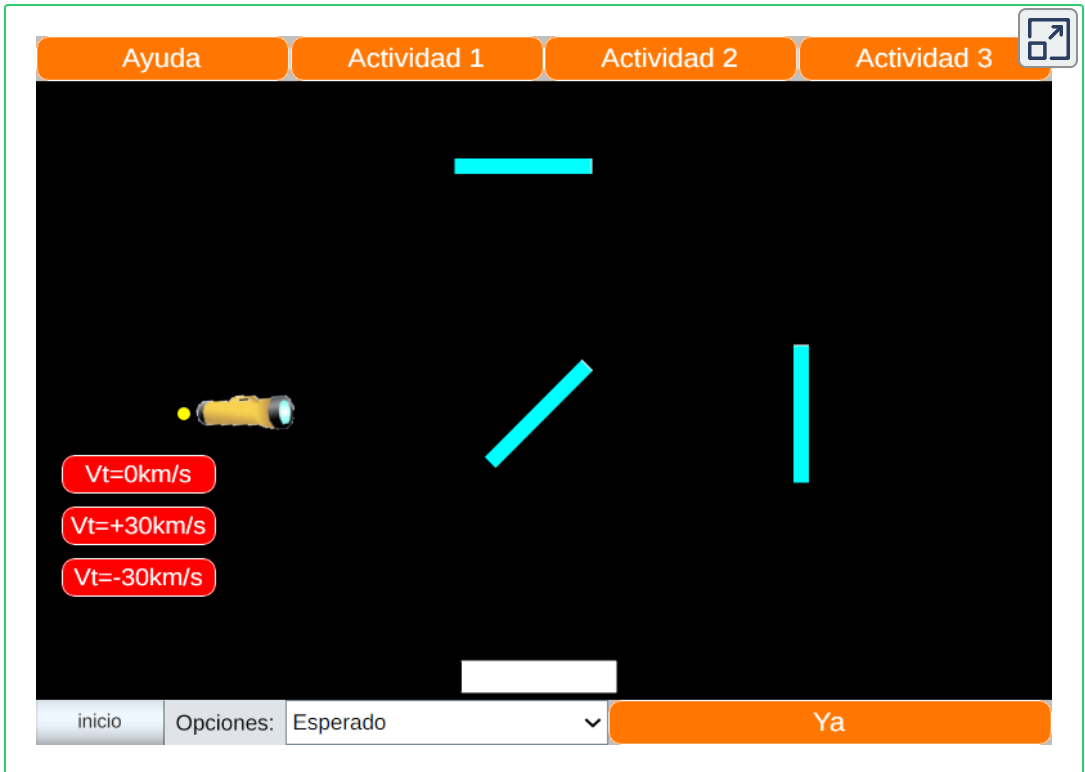 Ayuda Actividad 1 Actividad 2 Actividad 3
Vt=0km/s
Vt=+30km/s
Vt=-30km/s
inicio Opciones: Esperado Ya